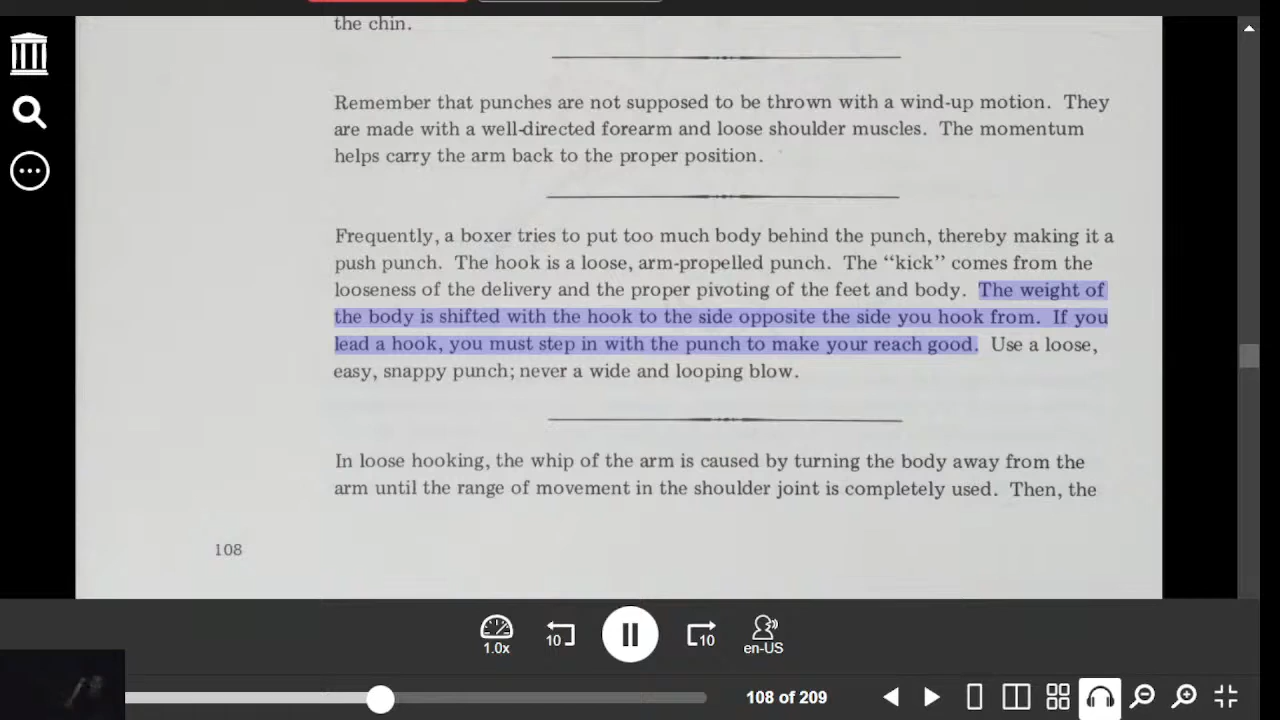 the chin.
Remember that punches are not supposed to be thrown with a wind-up motion. They
are made with a well-directed forearm and loose shoulder muscles. The momentum
helps carry the arm back to the proper position.
Frequently, a boxer tries to put too much body behind the punch, thereby making it a
push punch. The hook is a loose, arm-propelled punch. The “kick” comes from the
looseness of the delivery and the proper pivoting of the feet and body. The weight of
the body is shifted with the hook to the side opposite the side you hook from. If you
lead a hook, you must step in with the punch to make your reach good. Use a loose,
easy, snappy punch; never a wide and looping blow.
In loose hooking, the whip of the arm is caused by turning the body away from the
arm until the range of movement in the shoulder joint is completely used. Then, the
108
1.0x
10
10
en-US
108 of 209